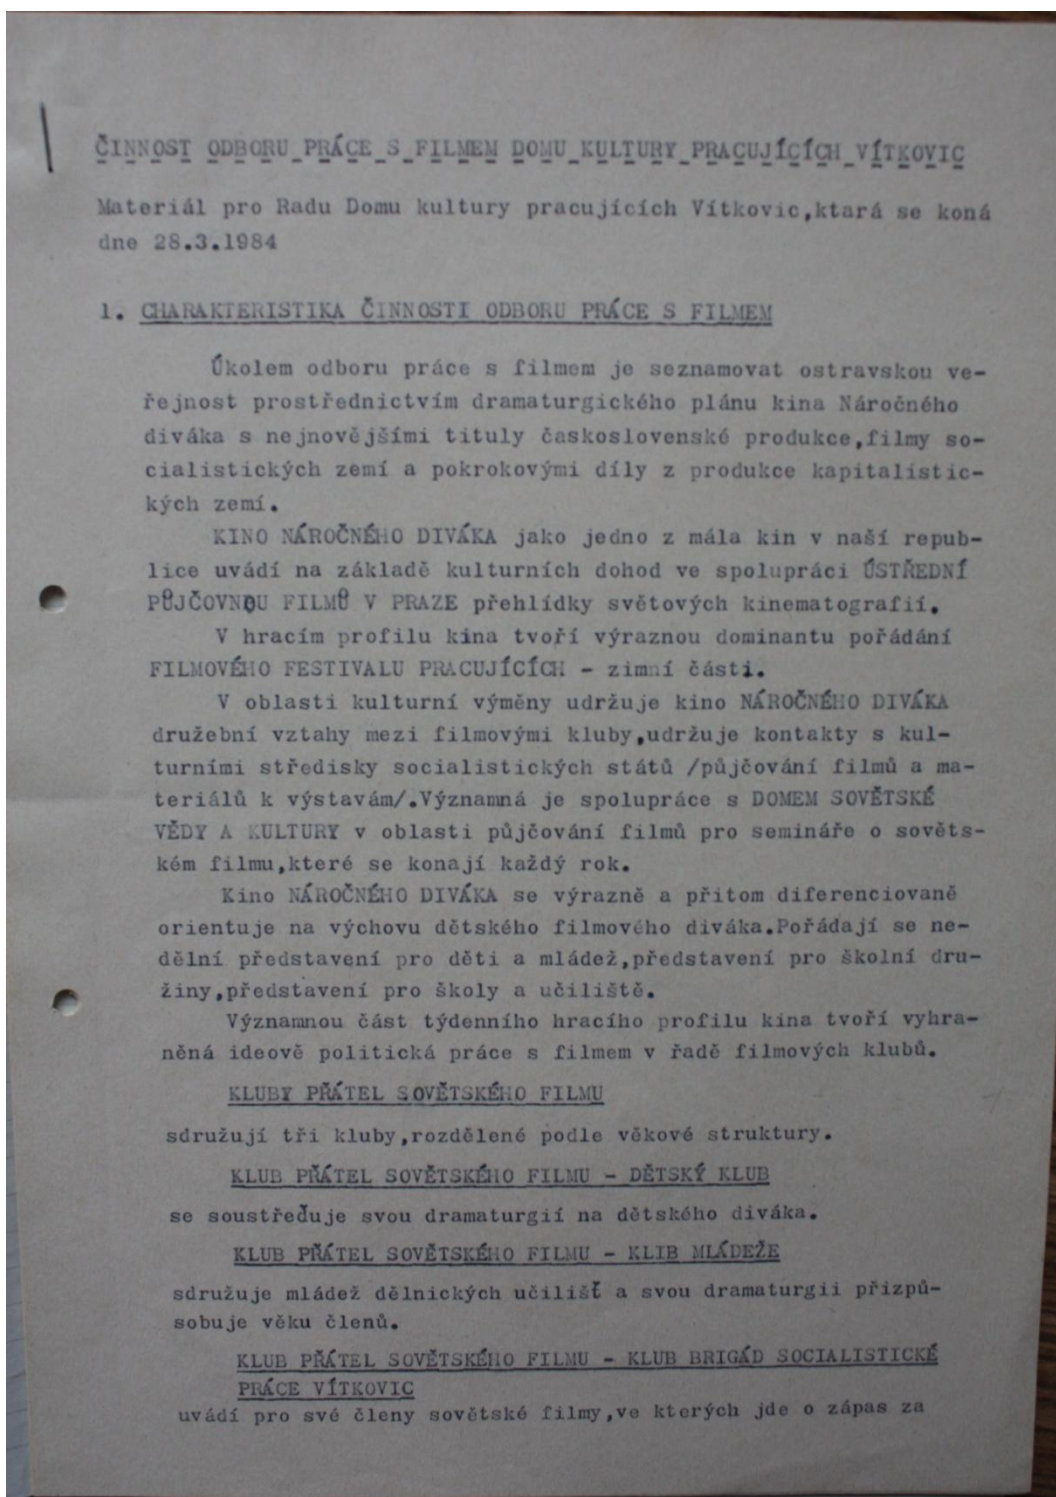 ČINNOST ODBORU PRÁCE S FILMEM DOMU KULTURY PRACUJÍCÍCH VÍTKOVIC
Materiál pro Radu Domu kultury pracujících Vítkovic,ktará se koná
dne 28.3.1984
1. CHARAKTERISTIKA ČINNOSTI ODBORU PRÁCE S FILMEM
Úkolem odboru práce s filmem je seznamovat ostravskou ve-
řejnost prostřednictvím dramaturgického plánu kina Náročného
diváka s nejnovějšími tituly československé produkce,filmy so-
cialistických zemí a pokrokovými díly z produkce kapitalistic-
kých zemí.
KINO NÁROČNÉHO DIVÁKA jako jedno z mála kin v naší repub-
lice uvádí na základě kulturních dohod ve spolupráci ÚSTŘEDNÍ
PŮJČOVNOU FILMŮ V PRAZE přehlídky světových kinematografií.
V hracím profilu kina tvoří výraznou dominantu pořádání
FILMOVÉHO FESTIVALU PRACUJÍCÍCH - zimní části.
V oblasti kulturní výměny udržuje kino NÁROČNÉHO DIVÁKA
družební vztahy mezi filmovými kluby,udržuje kontakty s kul-
turními středisky socialistických států /půjčování filmů a ma-
teriálů k výstavám/.Významná je spolupráce s DOMEM SOVĚTSKÉ
VĚDY A KULTURY v oblasti půjčování filmů pro semináře o sověts-
kém filmu,které se konají každý rok.
Kino NÁROČNÉHO DIVÁKA se výrazně a přitom diferenciovaně
orientuje na výchovu dětského filmového diváka.Pořádají se ne-
dělní představení pro děti a mládež,představení pro školní dru-
žiny,představení pro školy a učiliště.
Významnou část týdenního hracího profilu kina tvoří vyhra-
něná ideově politická práce s filmem v řadě filmových klubů.
KLUBY PŘÁTEL SOVĚTSKÉHO FILMU
sdružují tři kluby,rozdělené podle věkové struktury.
KLUB PŘÁTEL SOVĚTSKÉHO FILMU - DĚTSKÝ KLUB
se soustřeďuje svou dramaturgií na dětského diváka.
KLUB PŘÁTEL SOVĚTSKÉHO FILMU - KLIB MLÁDEŽE
sdružuje mládež dělnických učilišť a svou dramaturgii přizpů-
sobuje věku členů.
KLUB PŘÁTEL SOVĚTSKÉHO FILMU - KLUB BRIGÁD SOCIALISTICKÉ
PRÁCE VÍTKOVIC
uvádí pro své členy sovětské filmy,ve kterých jde o zápas za